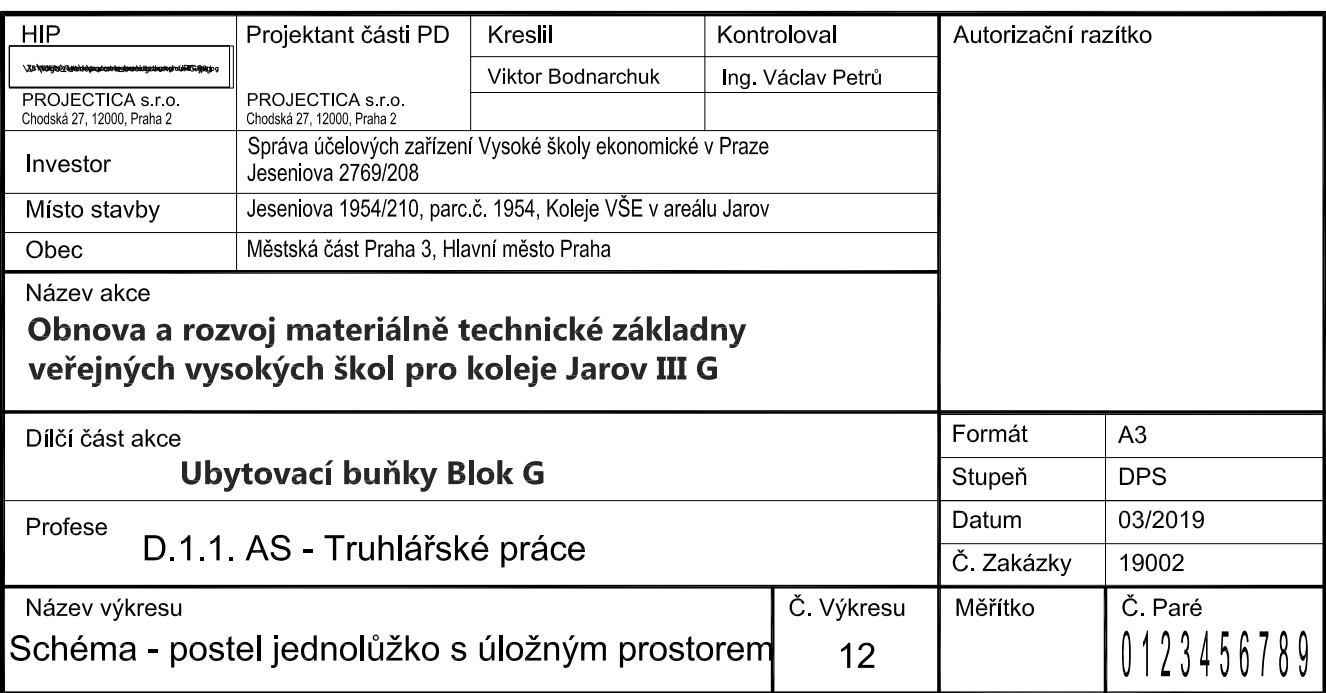 HIP
Projektant části PD
Kreslil
Kontroloval
Autorizační razítko
Viktor Bodnarchuk
Ing. Václav Petrů
PROJECTICA s.r.o.
Chodská 27, 12000, Praha 2
PROJECTICA s.r.o.
Chodská 27, 12000, Praha 2
Investor
Správa účelových zařízení Vysoké školy ekonomické v Praze
Jeseniova 2769/208
Místo stavby
Jeseniova 1954/210, parc.č. 1954, Koleje VŠE v areálu Jarov
Obec
Městská část Praha 3, Hlavní město Praha
Název akce
Obnova a rozvoj materiálně technické základny
veřejných vysokých škol pro koleje Jarov III G
Dílčí část akce
Ubytovací buňky Blok G
Formát
A3
Stupeň
DPS
Profese
D.1.1. AS - Truhlářské práce
Datum
03/2019
Č. Zakázky
19002
Název výkresu
Schéma - postel jednolůžko s úložným prostorem
Č. Výkresu
12
Měřítko
Č. Paré
0123456789